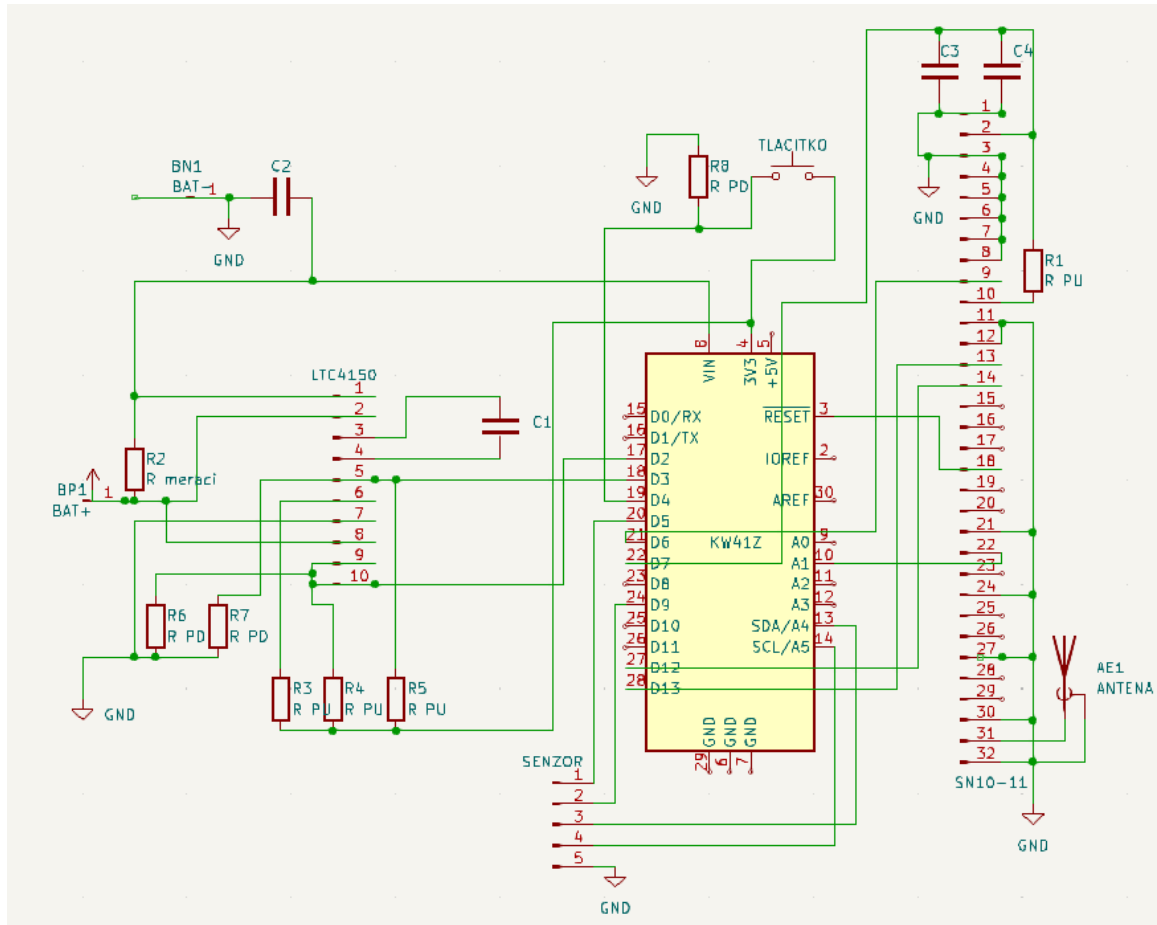 C3
C4
1
2
3
4
5
6
7
8
9
10
11
12
13
14
15
16
17
18
19
20
21
22
23
24
25
26
27
28
29
30
31
32
SN10-11
GND
R1
R PU
GND
AE1
ANTENA
TLACITKO
R8
R PD
GND
BN1
BAT-
1
C2
GND
LTC4150
1
2
3
4
5
6
7
8
9
10
C1
R2
R meraci
BP1
BAT+
1
R6
R PD
R7
R PD
GND
R3
R PU
R4
R PU
R5
R PU
8
VIN
4
3V3
5
+5V
15
D0/RX
16
D1/TX
17
D2
18
D3
19
D4
20
D5
21
D6
22
D7
23
D8
24
D9
25
D10
26
D11
27
D12
28
D13
KW41Z
RESET
3
IOREF
2
AREF
30
A0
9
A1
10
A2
11
A3
12
SDA/A4
13
SCL/A5
14
GND
29
GND
6
GND
7
SENZOR
1
2
3
4
5
GND